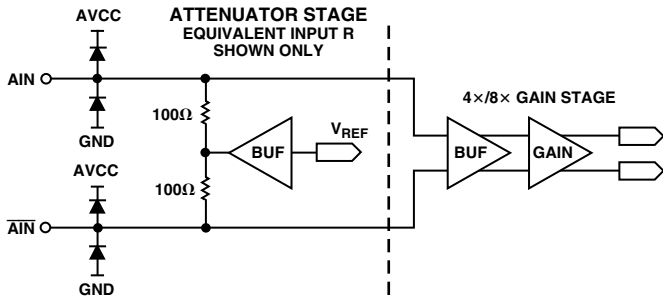 ATTENUATOR STAGE
EQUIVALENT INPUT R
SHOWN ONLY
AVCC
AIN
GND
100Ω
BUF
VREF
4×/8× GAIN STAGE
BUF
GAIN
AVCC
100Ω
AIN
GND